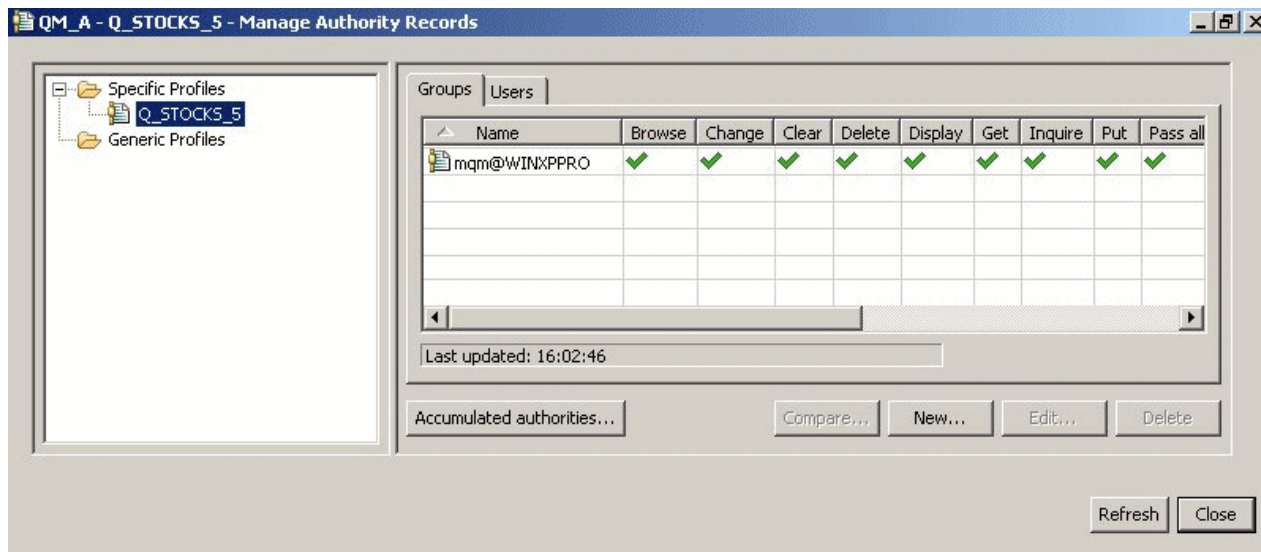 QM_A - Q_STOCKS_5 - Manage Authority Records
Specific Profiles
Q_STOCKS_5
Generic Profiles
Groups Users
Name Browse Change Clear Delete Display Get Inquire Put Pass all
mqm@WINXPPRO
Last updated: 16:02:46
Accumulated authorities... Compare... New... Edit... Delete
Refresh Close